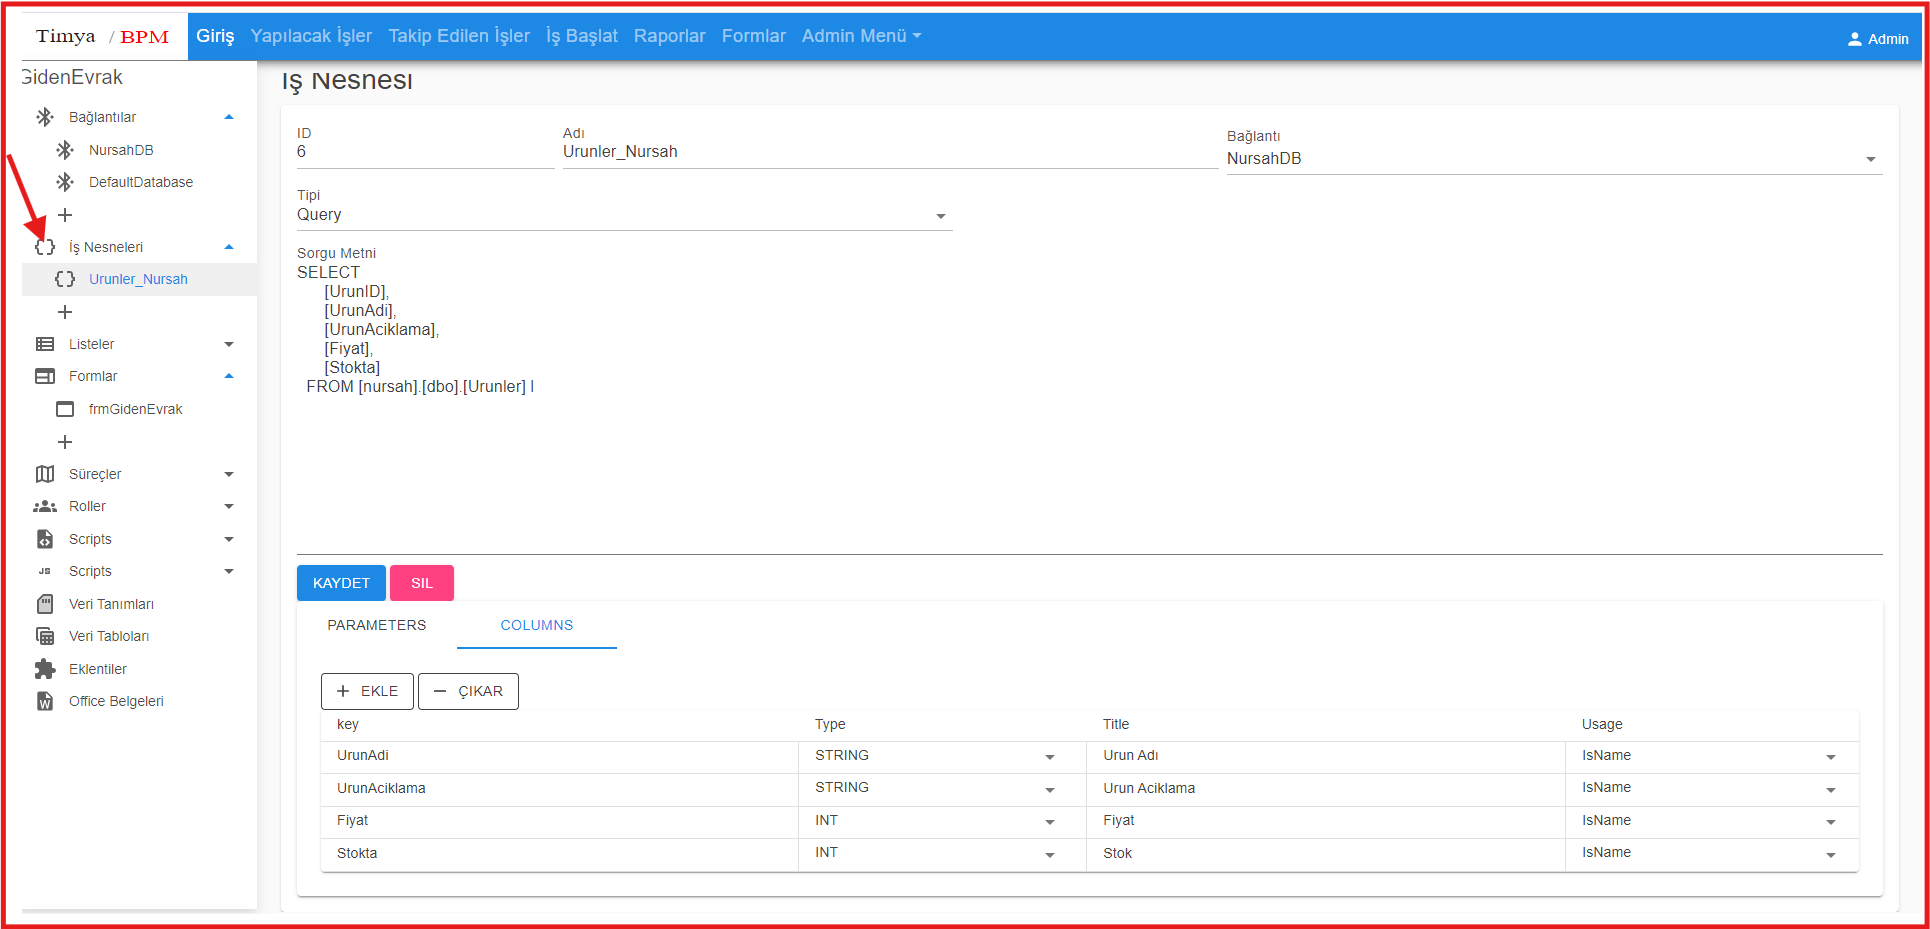 Timya / BPM
Giriş Yapılacak İşler Takip Edilen İşler İş Başlat Raporlar Formlar Admin Menü
Admin
GidenEvrak
Bağlantılar
NursahDB
DefaultDatabase
İş Nesneleri
Urunler_Nursah
Listeler
Formlar
frmGidenEvrak
Süreçler
Roller
Scripts
JS Scripts
Veri Tanımları
Veri Tabloları
Eklentiler
W Office Belgeleri
İş Nesnesi
ID
6
Adı
Urunler_Nursah
Bağlantı
NursahDB
Tipi
Query
Sorgu Metni
SELECT
[UrunID],
[UrunAdi],
[UrunAciklama],
[Fiyat],
[Stokta]
FROM [nursah].[dbo].[Urunler]
KAYDET SIL
PARAMETERS COLUMNS
+ EKLE − ÇIKAR
key Type Title Usage
UrunAdi STRING Urun Adı IsName
UrunAciklama STRING Urun Aciklama IsName
Fiyat INT Fiyat IsName
Stokta INT Stok IsName